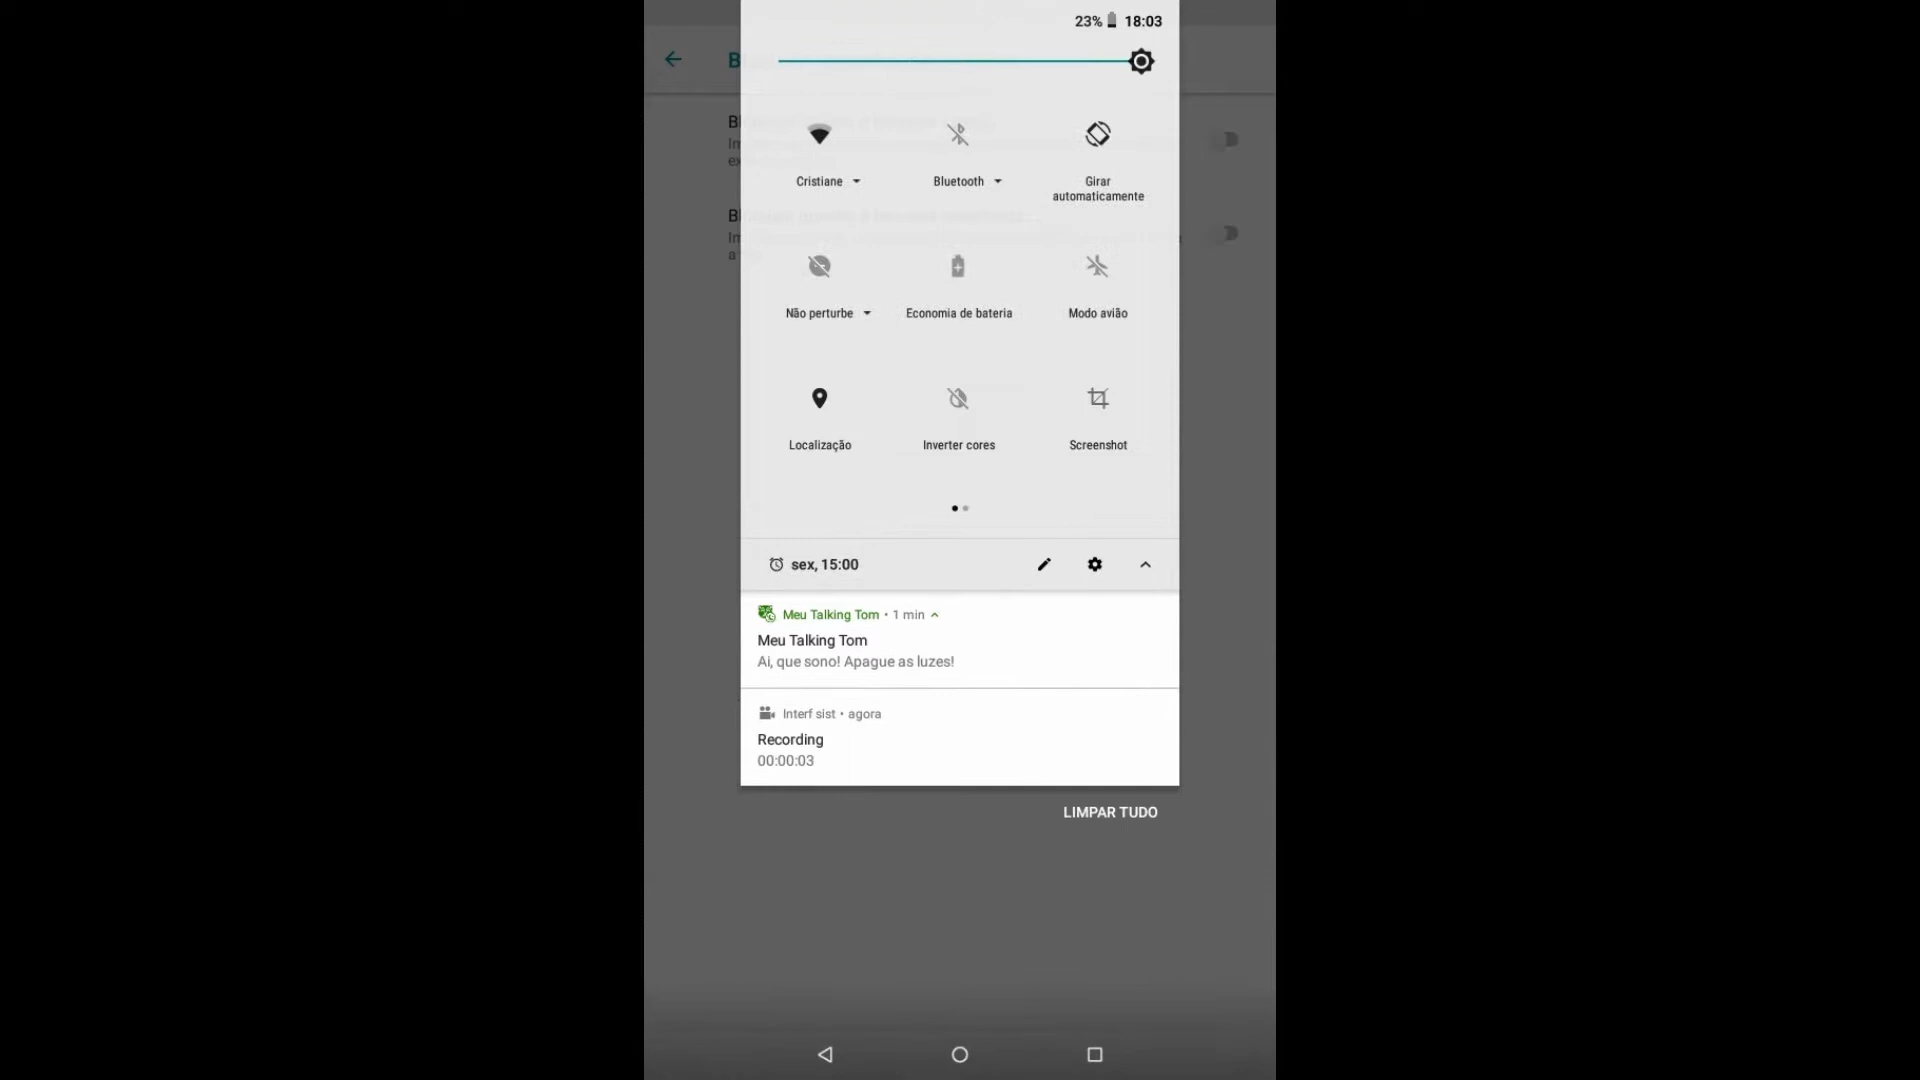 23% 18:03
Cristiane
Bluetooth
Girar
automaticamente
Não perturbe
Economia de bateria
Modo avião
Localização
Inverter cores
Screenshot
sex, 15:00
Meu Talking Tom • 1 min
Meu Talking Tom
Ai, que sono! Apague as luzes!
Interf sist • agora
Recording
00:00:03
LIMPAR TUDO